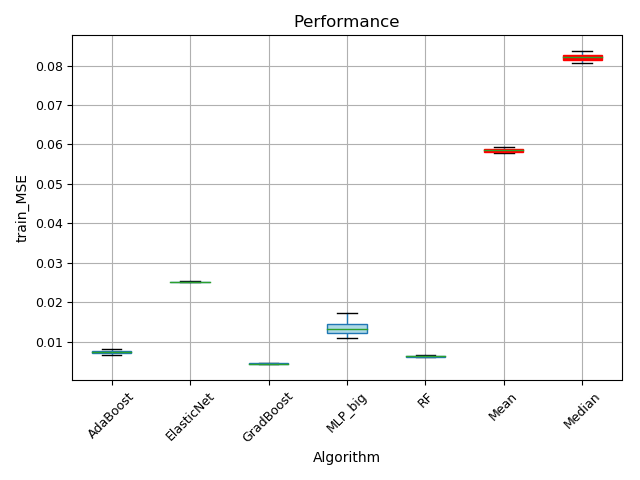 Performance
train_MSE
0.08
0.07
0.06
0.05
0.04
0.03
0.02
0.01
AdaBoost
ElasticNet
GradBoost
MLP_big
RF
Mean
Median
Algorithm